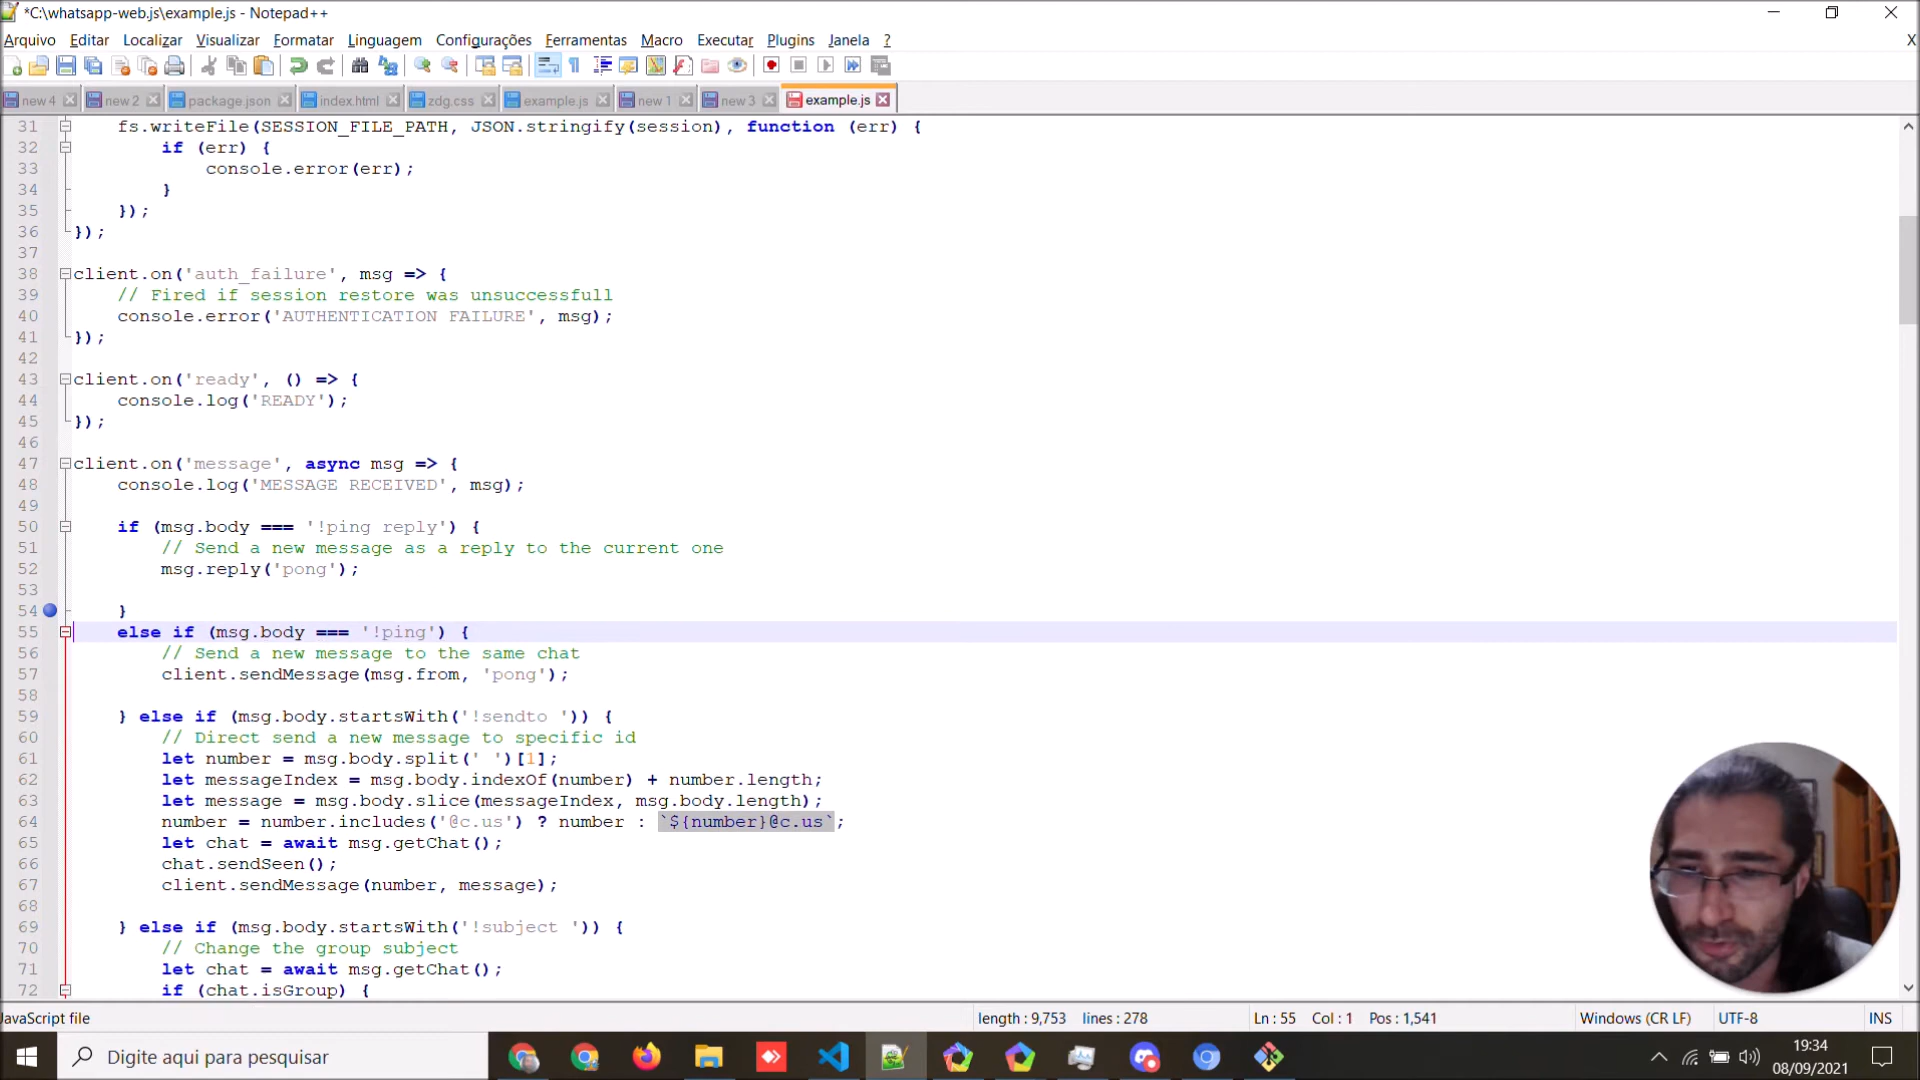 *C:\whatsapp-web.js\example.js - Notepad++
Arquivo Editar Localizar Visualizar Formatar Linguagem Configurações Ferramentas Macro Executar Plugins Janela ? X
new 4 new 2 package.json index.html zdg.css example.js new 1 new 3 example.js
31 fs.writeFile(SESSION_FILE_PATH, JSON.stringify(session), function (err) {
32 if (err) {
33 console.error(err);
34 }
35 });
36 });
37
38 client.on('auth_failure', msg => {
39 // Fired if session restore was unsuccessfull
40 console.error('AUTHENTICATION FAILURE', msg);
41 });
42
43 client.on('ready', () => {
44 console.log('READY');
45 });
46
47 client.on('message', async msg => {
48 console.log('MESSAGE RECEIVED', msg);
49
50 if (msg.body === '!ping reply') {
51 // Send a new message as a reply to the current one
52 msg.reply('pong');
53
54 }
55 else if (msg.body === '!ping') {
56 // Send a new message to the same chat
57 client.sendMessage(msg.from, 'pong');
58
59 } else if (msg.body.startsWith('!sendto ')) {
60 // Direct send a new message to specific id
61 let number = msg.body.split(' ')[1];
62 let messageIndex = msg.body.indexOf(number) + number.length;
63 let message = msg.body.slice(messageIndex, msg.body.length);
64 number = number.includes('@c.us') ? number : `${number}@c.us`;
65 let chat = await msg.getChat();
66 chat.sendSeen();
67 client.sendMessage(number, message);
68
69 } else if (msg.body.startsWith('!subject ')) {
70 // Change the group subject
71 let chat = await msg.getChat();
72 if (chat.isGroup) {
JavaScript file length : 9,753 lines : 278 Ln : 55 Col : 1 Pos : 1,541 Windows (CR LF) UTF-8 INS
Digite aqui para pesquisar
19:34
08/09/2021